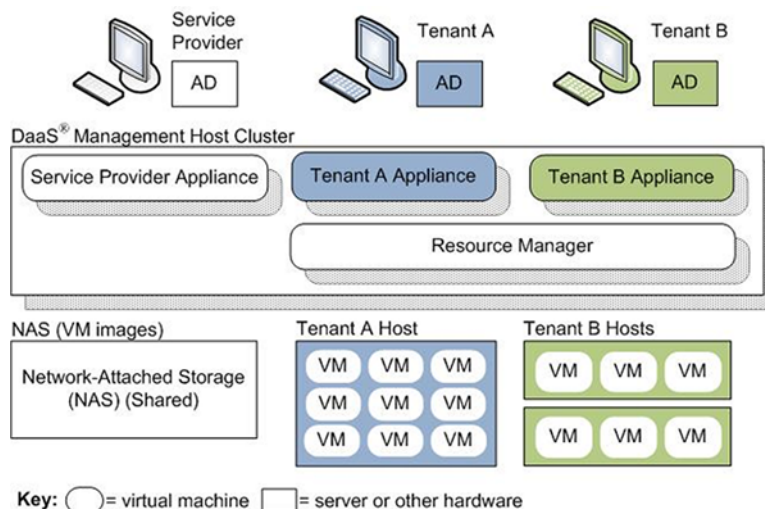 Service
Provider
Tenant A
Tenant B
AD
AD
AD
DaaS® Management Host Cluster
Service Provider Appliance
Tenant A Appliance
Tenant B Appliance
Resource Manager
NAS (VM images)
Tenant A Host
Tenant B Hosts
Network-Attached Storage
(NAS) (Shared)
VM VM VM
VM VM VM
VM VM VM
VM VM VM
VM VM VM
Key: = virtual machine = server or other hardware